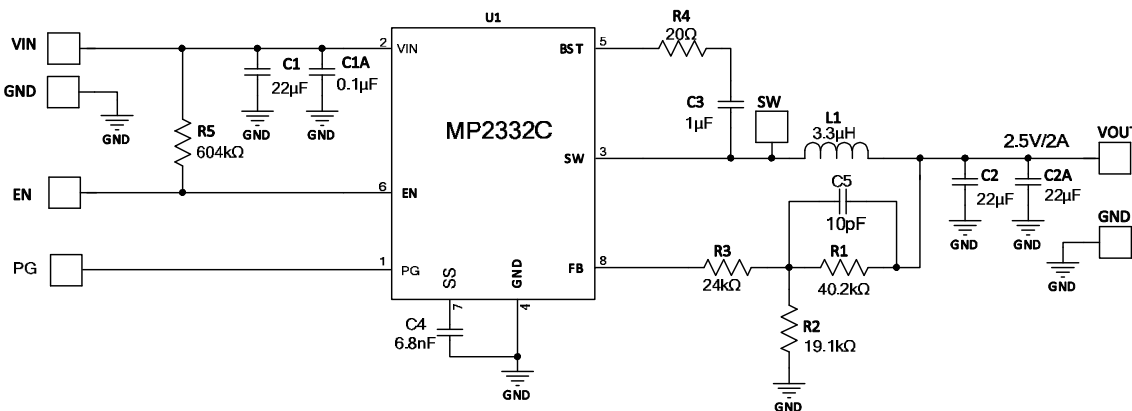 U1
R4
20Ω
VIN
2
VIN
BST
5
C1
22µF
C1A
0.1µF
GND
GND
GND
GND
C3
1µF
SW
R5
604kΩ
MP2332C
L1
3.3µH
2.5V/2A
VOUT
SW
3
EN
6
EN
C5
10pF
C2
22µF
C2A
22µF
GND
GND
GND
GND
PG
1
PG
SS
GND
FB
8
R3
24kΩ
R1
40.2kΩ
7
4
C4
6.8nF
R2
19.1kΩ
GND
GND